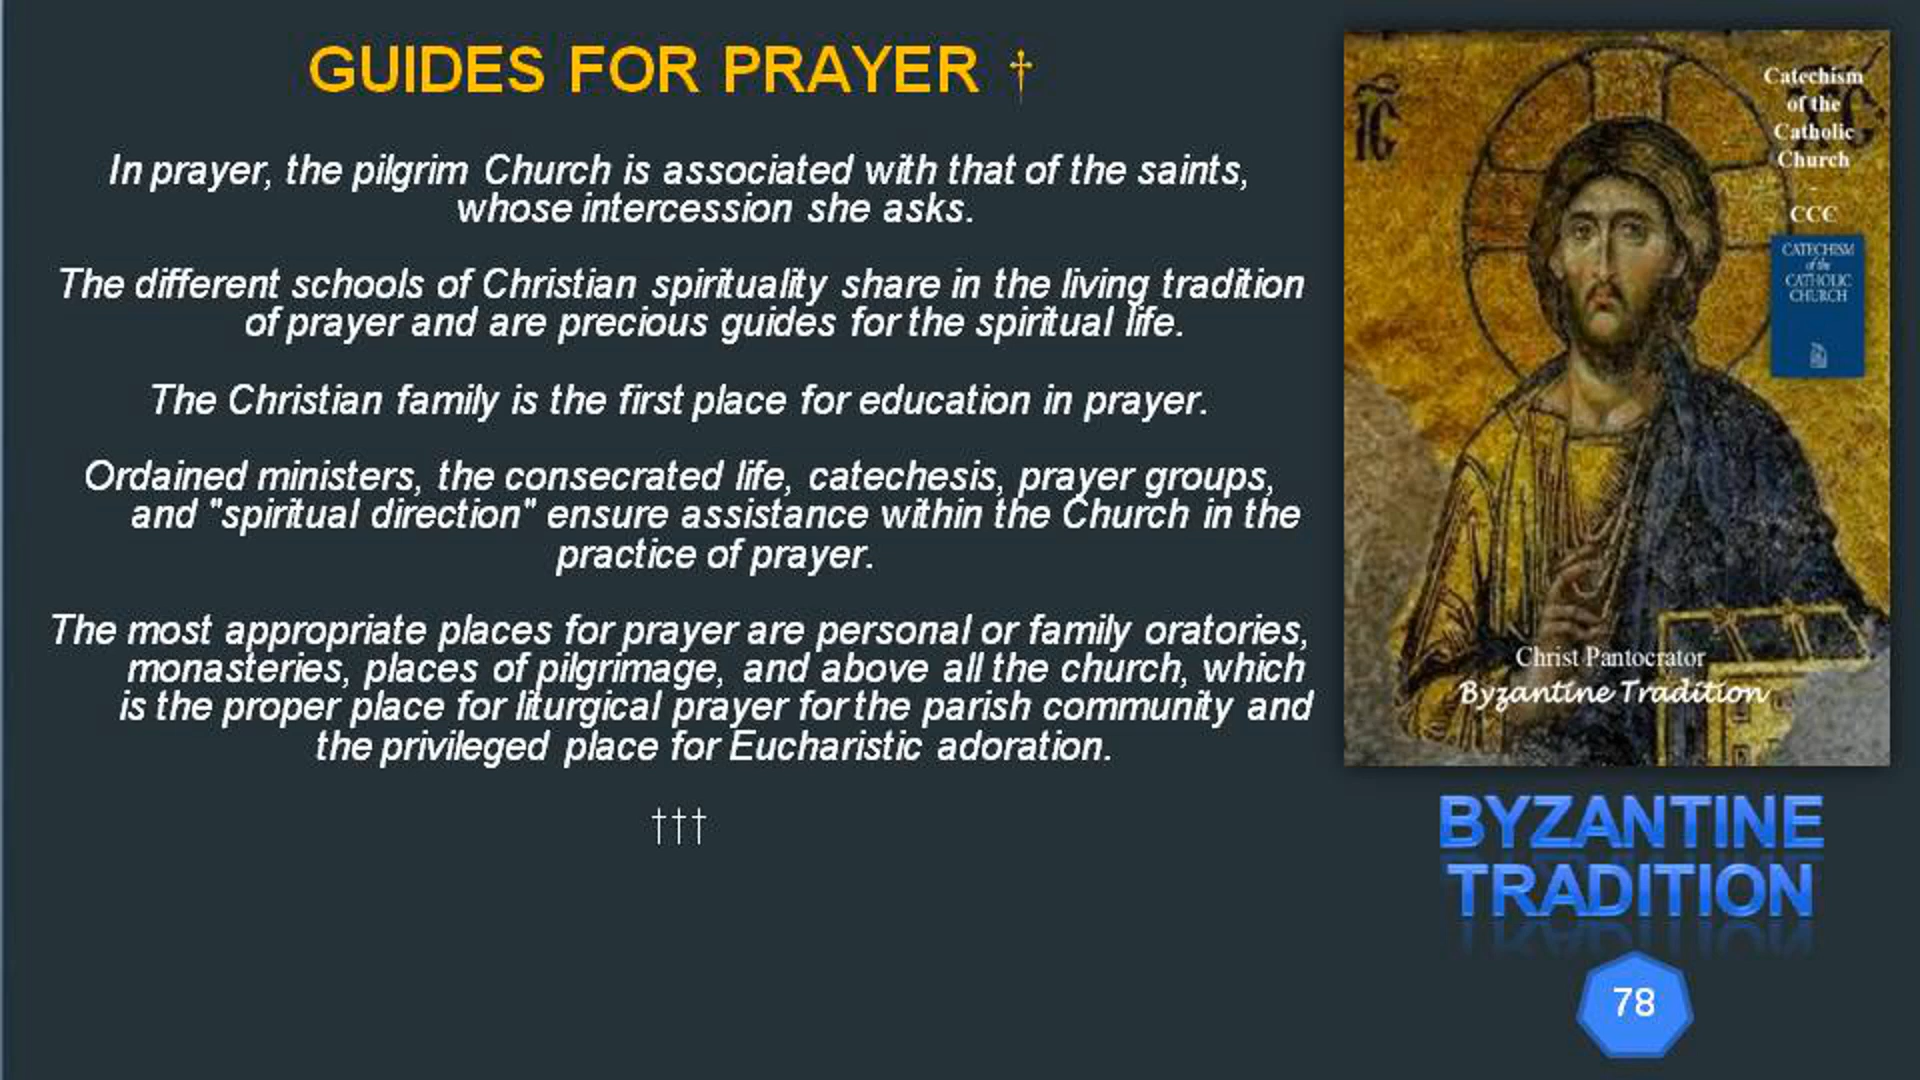 GUIDES FOR PRAYER †
In prayer, the pilgrim Church is associated with that of the saints,
whose intercession she asks.
The different schools of Christian spirituality share in the living tradition
of prayer and are precious guides for the spiritual life.
The Christian family is the first place for education in prayer.
Ordained ministers, the consecrated life, catechesis, prayer groups,
and "spiritual direction" ensure assistance within the Church in the
practice of prayer.
The most appropriate places for prayer are personal or family oratories,
monasteries, places of pilgrimage, and above all the church, which
is the proper place for liturgical prayer for the parish community and
the privileged place for Eucharistic adoration.
†††
Catechism
of the
Catholic
Church
-
CCC
CATECHISM
of the
CATHOLIC
CHURCH
Christ Pantocrator
Byzantine Tradition
BYZANTINE
TRADITION
78